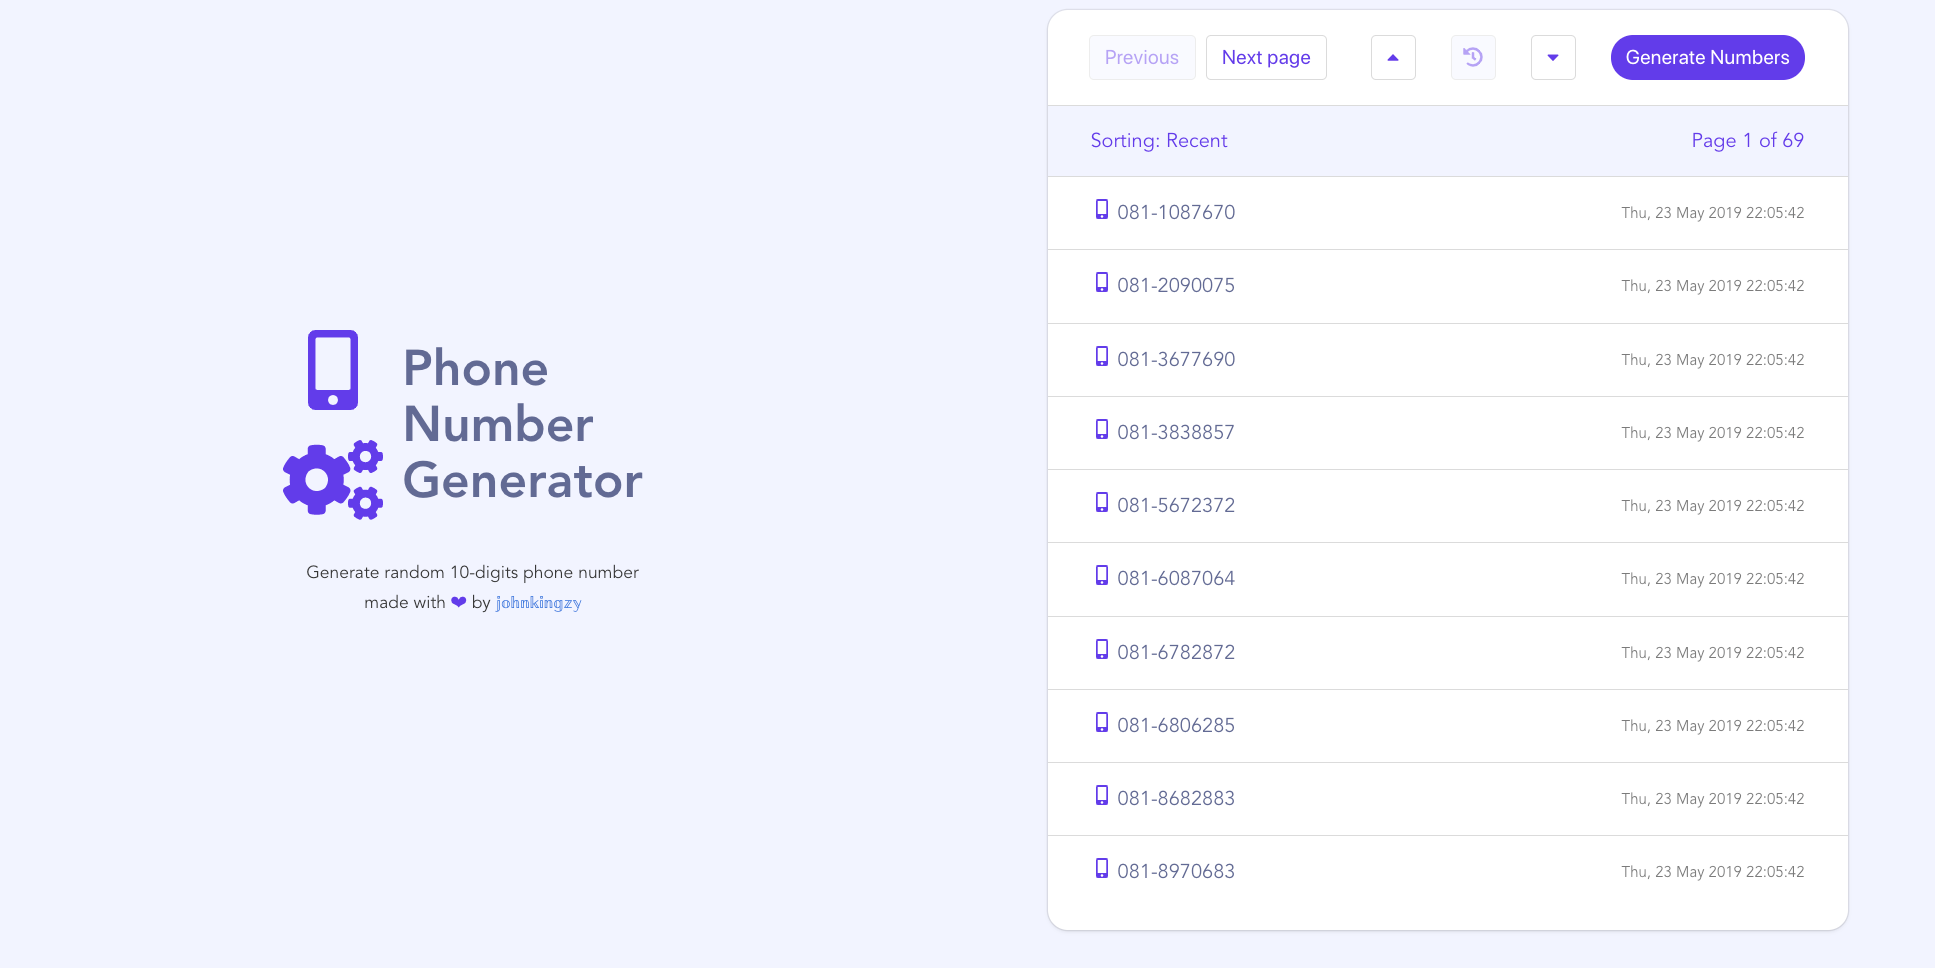 Phone
Number
Generator
Generate random 10-digits phone number
made with ❤ by johnkingzy
Previous Next page Generate Numbers
Sorting: Recent Page 1 of 69
081-1087670 Thu, 23 May 2019 22:05:42
081-2090075 Thu, 23 May 2019 22:05:42
081-3677690 Thu, 23 May 2019 22:05:42
081-3838857 Thu, 23 May 2019 22:05:42
081-5672372 Thu, 23 May 2019 22:05:42
081-6087064 Thu, 23 May 2019 22:05:42
081-6782872 Thu, 23 May 2019 22:05:42
081-6806285 Thu, 23 May 2019 22:05:42
081-8682883 Thu, 23 May 2019 22:05:42
081-8970683 Thu, 23 May 2019 22:05:42